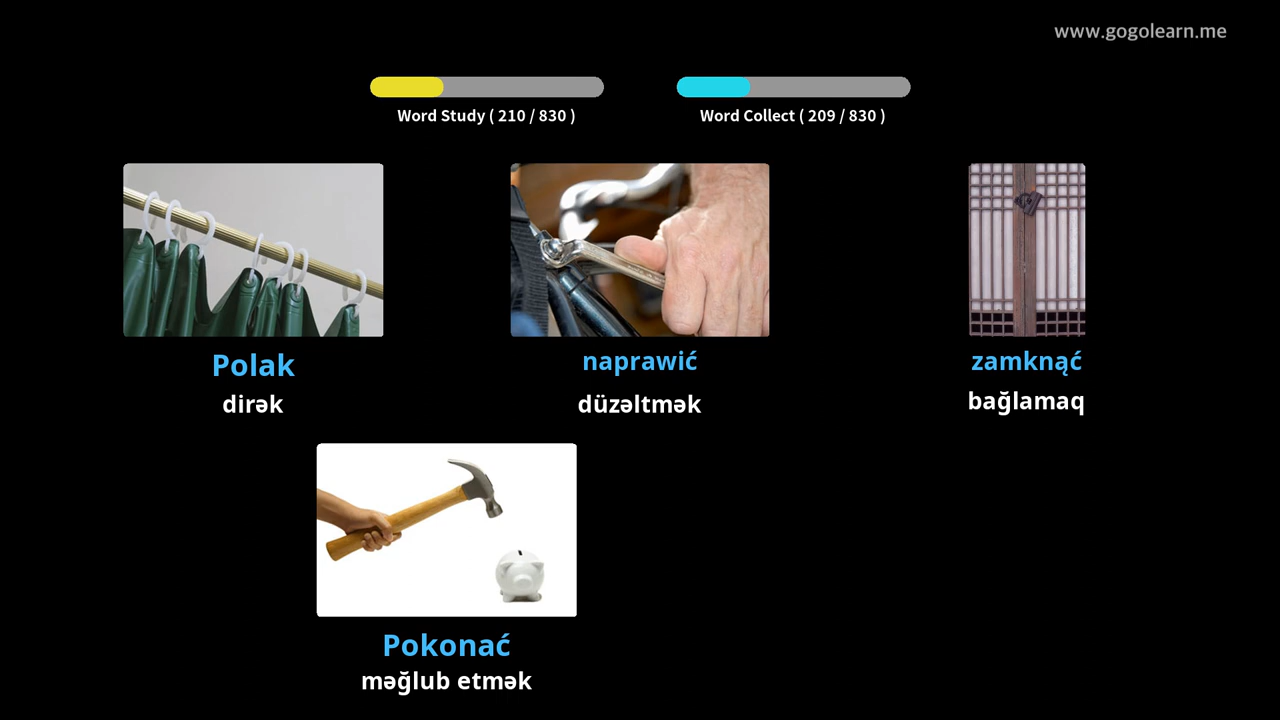 www.gogolearn.me
Word Study ( 210 / 830 )
Word Collect ( 209 / 830 )
Polak
dirək
naprawić
düzəltmək
zamknąć
bağlamaq
Pokonać
məğlub etmək